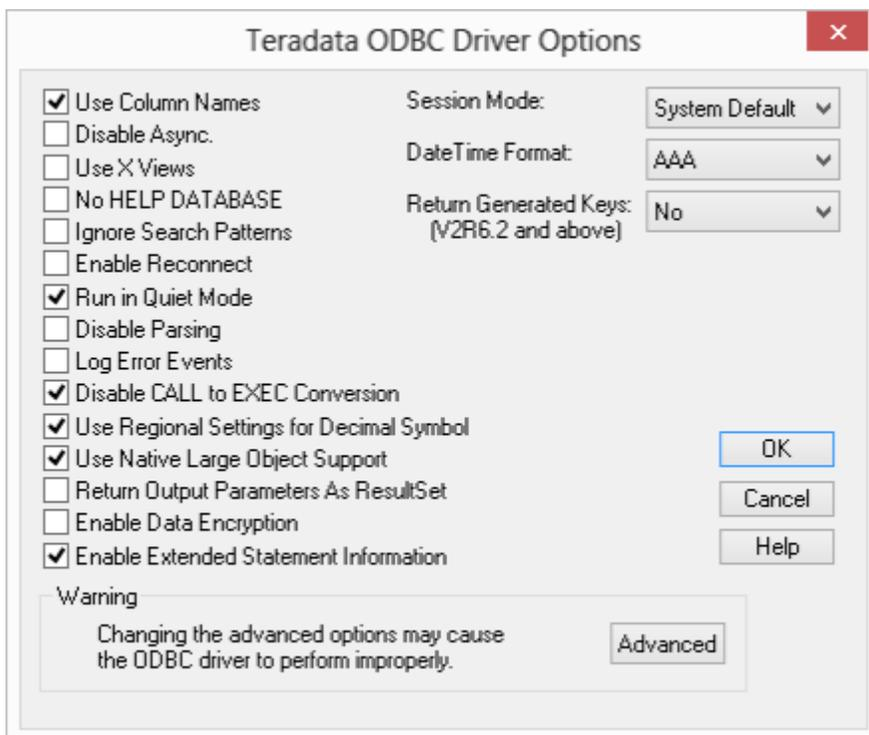 Teradata ODBC Driver Options
Use Column Names
Disable Async.
Use X Views
No HELP DATABASE
Ignore Search Patterns
Enable Reconnect
Run in Quiet Mode
Disable Parsing
Log Error Events
Disable CALL to EXEC Conversion
Use Regional Settings for Decimal Symbol
Use Native Large Object Support
Return Output Parameters As ResultSet
Enable Data Encryption
Enable Extended Statement Information
Session Mode:
System Default
DateTime Format:
AAA
Return Generated Keys:
(V2R6.2 and above)
No
OK
Cancel
Help
Warning
Changing the advanced options may cause
the ODBC driver to perform improperly.
Advanced